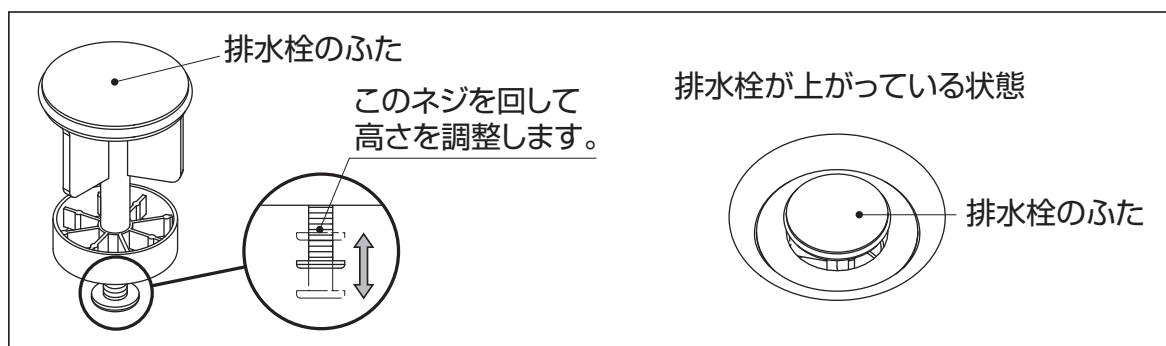 排水栓のふた
このネジを回して
高さを調整します。
排水栓が上がっている状態
排水栓のふた